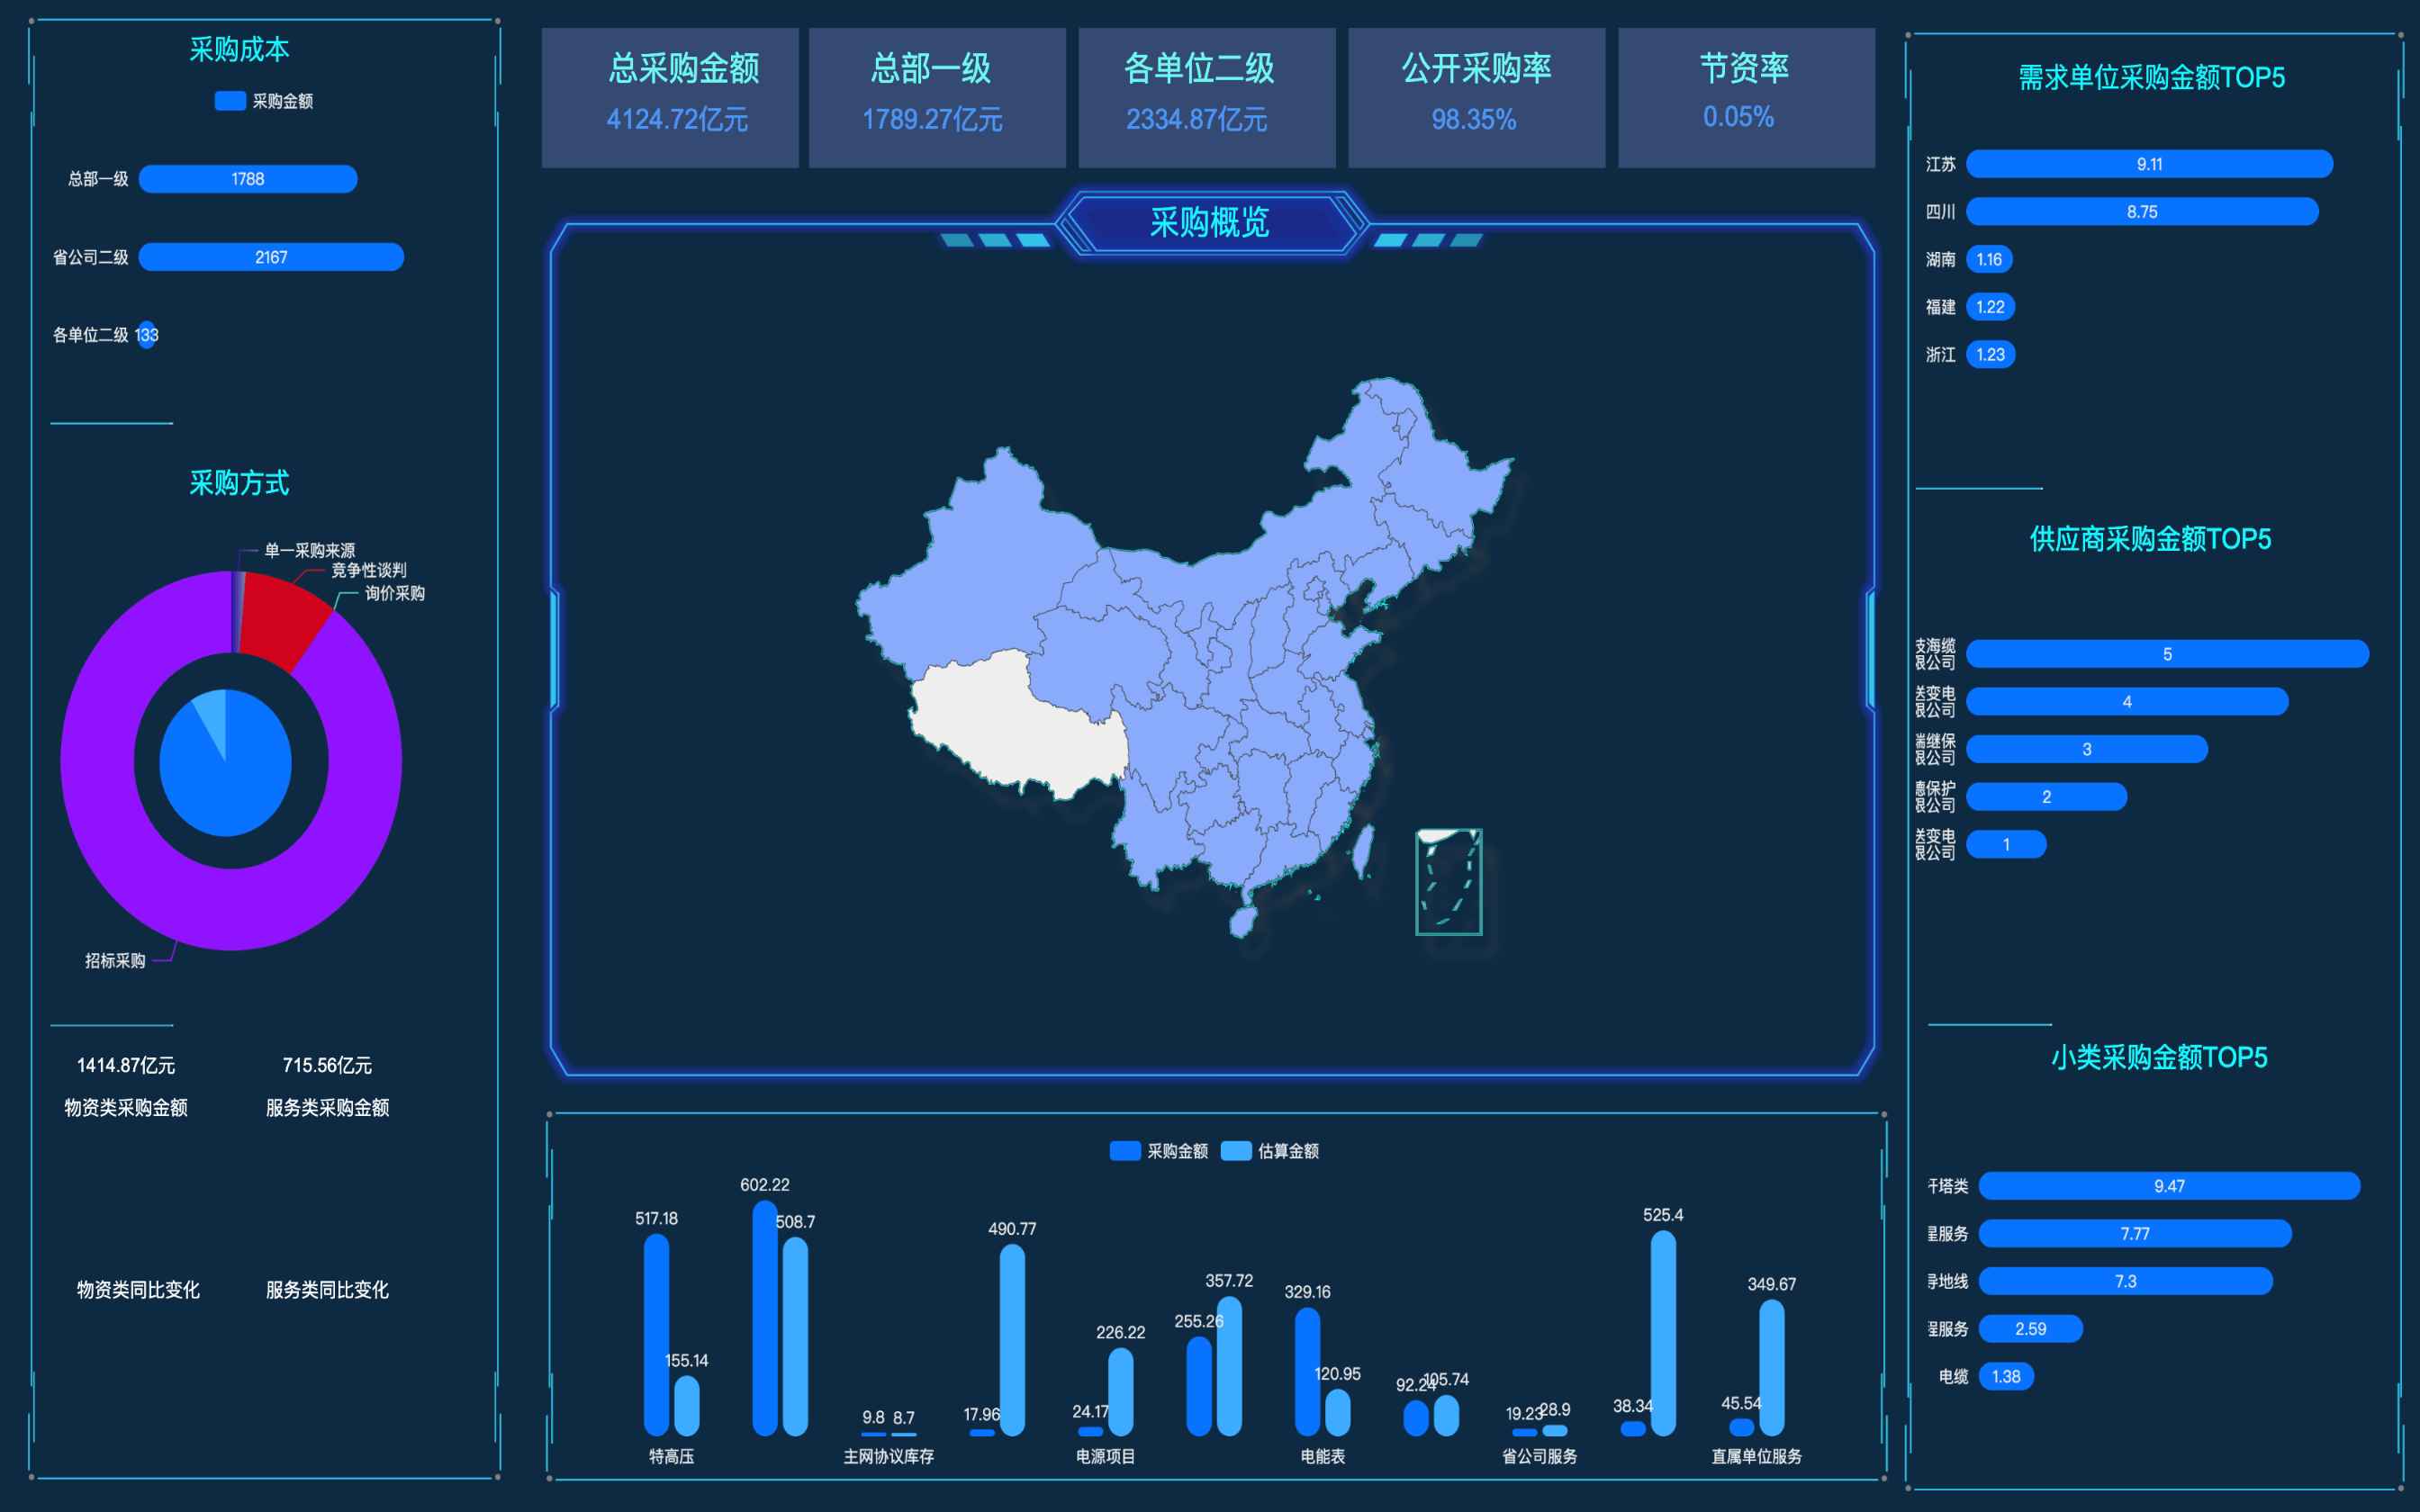 采购成本
采购金额
总部一级 1788
省公司二级 2167
各单位二级 133
采购方式
单一采购来源
竞争性谈判
询价采购
招标采购
1414.87亿元 715.56亿元
物资类采购金额 服务类采购金额
物资类同比变化 服务类同比变化
总采购金额
4124.72亿元
总部一级
1789.27亿元
各单位二级
2334.87亿元
公开采购率
98.35%
节资率
0.05%
采购概览
采购金额 估算金额
517.18 155.14
602.22 508.7
9.8 8.7
17.96 490.77
24.17 226.22
255.26 357.72
329.16 120.95
92.24 105.74
19.23 28.9
38.34 525.4
45.54 349.67
特高压 主网协议库存 电源项目 电能表 省公司服务 直属单位服务
需求单位采购金额TOP5
江苏 9.11
四川 8.75
湖南 1.16
福建 1.22
浙江 1.23
供应商采购金额TOP5
海缆
公司 5
变电
公司 4
继保
公司 3
保护
公司 2
变电
公司 1
小类采购金额TOP5
塔类 9.47
服务 7.77
地线 7.3
服务 2.59
电缆 1.38